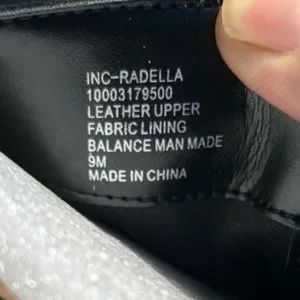 INC-RADELLA
10003179500
LEATHER UPPER
FABRIC LINING
BALANCE MAN MADE
9M
MADE IN CHINA